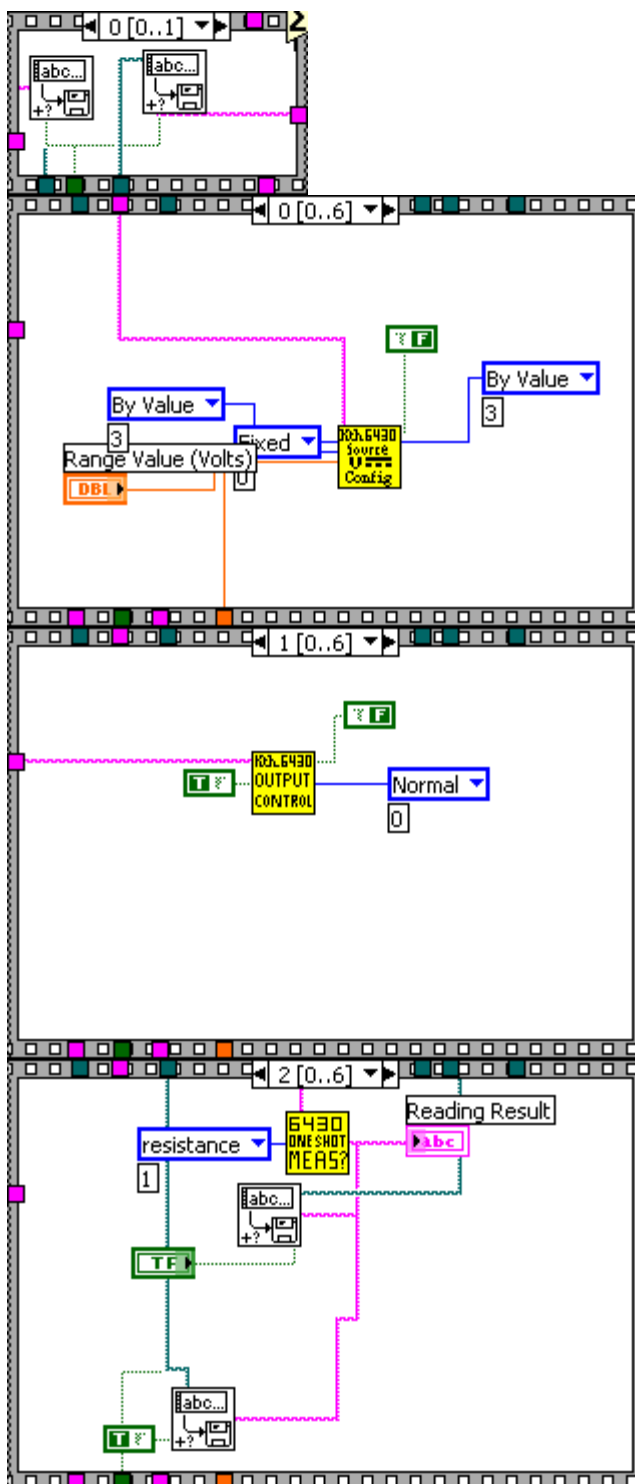 0 [0..1]
abc...
+?
abc...
+?
0 [0..6]
F
By Value
3
By Value
3
Fixed
0
Range Value (Volts)
DBL
Kth.6430
Source
V
Config
1 [0..6]
F
T
Kth.6430
OUTPUT
CONTROL
Normal
0
2 [0..6]
Reading Result
abc
6430
ONE SHOT
MEAS?
resistance
1
abc...
+?
TF
abc...
+?
T